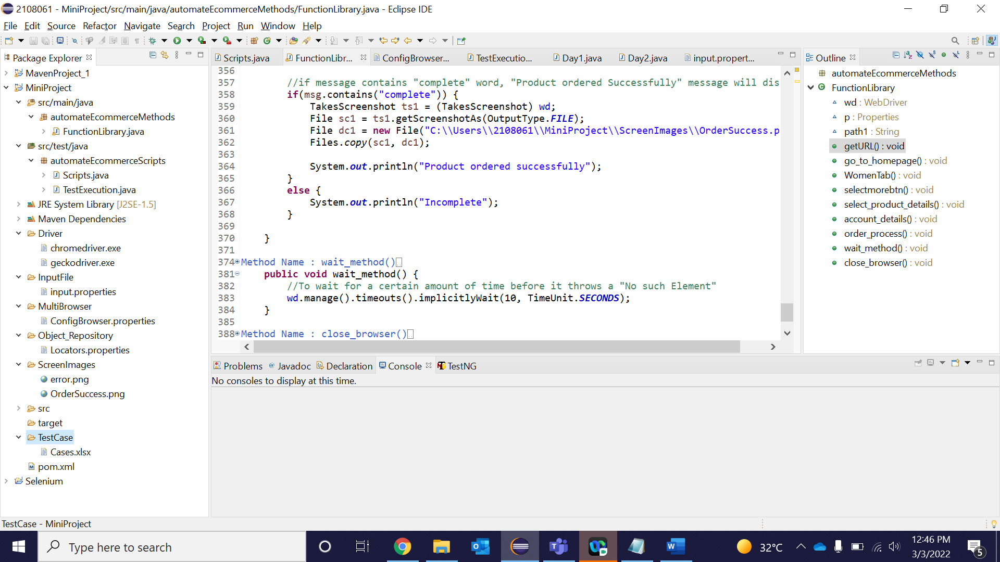 2108061 - MiniProject/src/main/java/automateEcommerceMethods/FunctionLibrary.java - Eclipse IDE
File Edit Source Refactor Navigate Search Project Run Window Help
Package Explorer
MavenProject_1
MiniProject
src/main/java
automateEcommerceMethods
FunctionLibrary.java
src/test/java
automateEcommerceScripts
Scripts.java
TestExecution.java
JRE System Library [J2SE-1.5]
Maven Dependencies
Driver
chromedriver.exe
geckodriver.exe
InputFile
input.properties
MultiBrowser
ConfigBrowser.properties
Object_Repository
Locators.properties
ScreenImages
error.png
OrderSuccess.png
src
target
TestCase
Cases.xlsx
pom.xml
Selenium
Scripts.java FunctionLibr... ConfigBrowser... TestExecutio... Day1.java Day2.java input.propert...
356
357 //if message contains "complete" word, "Product ordered Successfully" message will dis
358 if(msg.contains("complete")) {
359 TakesScreenshot ts1 = (TakesScreenshot) wd;
360 File sc1 = ts1.getScreenshotAs(OutputType.FILE);
361 File dc1 = new File("C:\\Users\\2108061\\MiniProject\\ScreenImages\\OrderSuccess.p
362 Files.copy(sc1, dc1);
363
364 System.out.println("Product ordered successfully");
365 }
366 else {
367 System.out.println("Incomplete");
368 }
369
370 }
371
374 Method Name : wait_method()
381 public void wait_method() {
382 //To wait for a certain amount of time before it throws a "No such Element"
383 wd.manage().timeouts().implicitlyWait(10, TimeUnit.SECONDS);
384 }
385
388 Method Name : close_browser()
Outline
automateEcommerceMethods
FunctionLibrary
wd : WebDriver
p : Properties
path1 : String
getURL() : void
go_to_homepage() : void
WomenTab() : void
selectmorebtn() : void
select_product_details() : void
account_details() : void
order_process() : void
wait_method() : void
close_browser() : void
Problems Javadoc Declaration Console TestNG
No consoles to display at this time.
TestCase - MiniProject
Type here to search
32°C
12:46 PM
3/3/2022
5